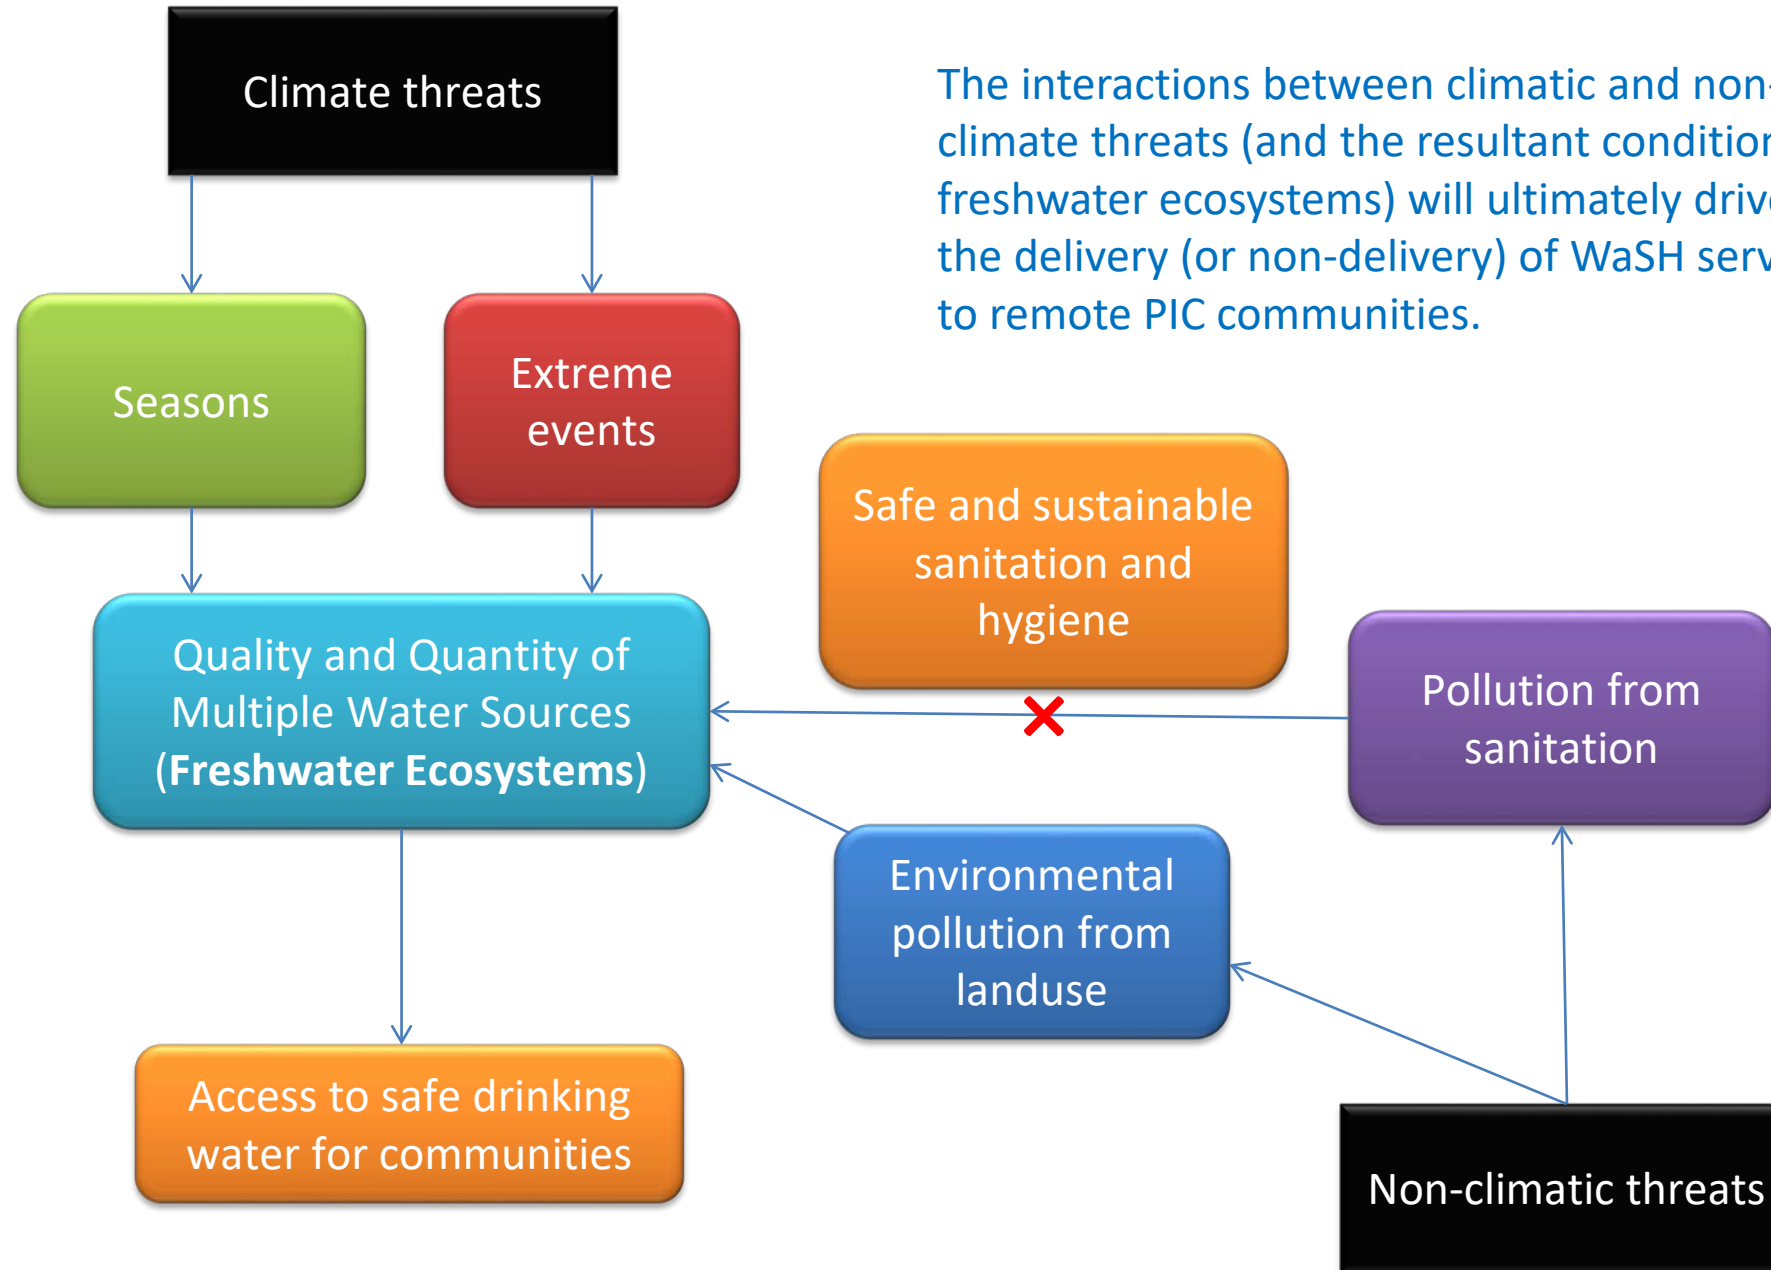 Climate threats
The interactions between climatic and non-
climate threats (and the resultant condition
freshwater ecosystems) will ultimately drive
the delivery (or non-delivery) of WaSH serv
to remote PIC communities.
Seasons
Extreme
events
Safe and sustainable
sanitation and
hygiene
Quality and Quantity of
Multiple Water Sources
(Freshwater Ecosystems)
Pollution from
sanitation
Environmental
pollution from
landuse
Access to safe drinking
water for communities
Non-climatic threats